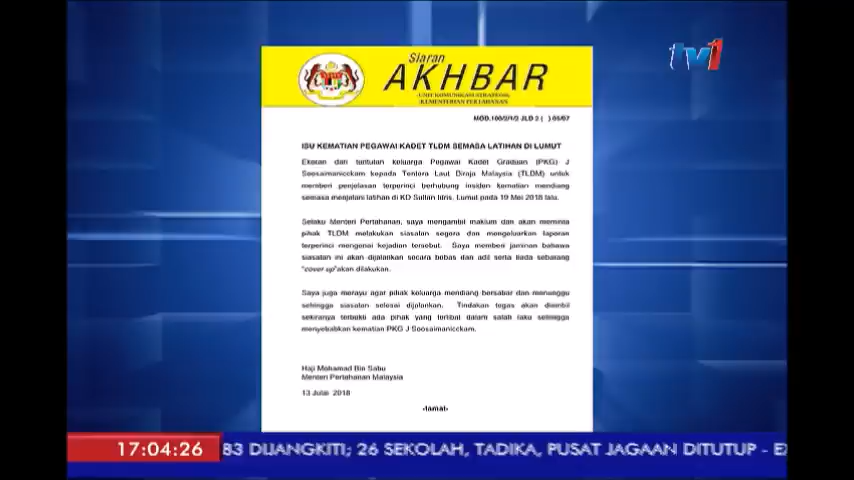 tv1
Siaran
AKHBAR
UNIT KOMUNIKASI STRATEGIK
KEMENTERIAN PERTAHANAN
MOD.100/2/1/2 JLD 2 ( ) 05/07
ISU KEMATIAN PEGAWAI KADET TLDM SEMASA LATIHAN DI LUMUT
Ekoran dari tuntutan keluarga Pegawai Kadet Graduan (PKG) J
Soosaimanicckam kepada Tentera Laut Diraja Malaysia (TLDM) untuk
memberi penjelasan terperinci berhubung insiden kematian mendiang
semasa menjalani latihan di KD Sultan Idris, Lumut pada 19 Mei 2018 lalu.
Selaku Menteri Pertahanan, saya mengambil maklum dan akan meminta
pihak TLDM melakukan siasatan segera dan mengeluarkan laporan
terperinci mengenai kejadian tersebut. Saya memberi jaminan bahawa
siasatan ini akan dijalankan secara bebas dan adil serta tiada sebarang
"cover up" akan dilakukan.
Saya juga merayu agar pihak keluarga mendiang bersabar dan menunggu
sehingga siasatan selesai dijalankan. Tindakan tegas akan diambil
sekiranya terbukti ada pihak yang terlibat dalam salah laku sehingga
menyebabkan kematian PKG J Soosaimanicckam.
Haji Mohamad Bin Sabu
Menteri Pertahanan Malaysia
13 Julai 2018
-tamat-
17:04:26 83 DIJANGKITI; 26 SEKOLAH, TADIKA, PUSAT JAGAAN DITUTUP - EX